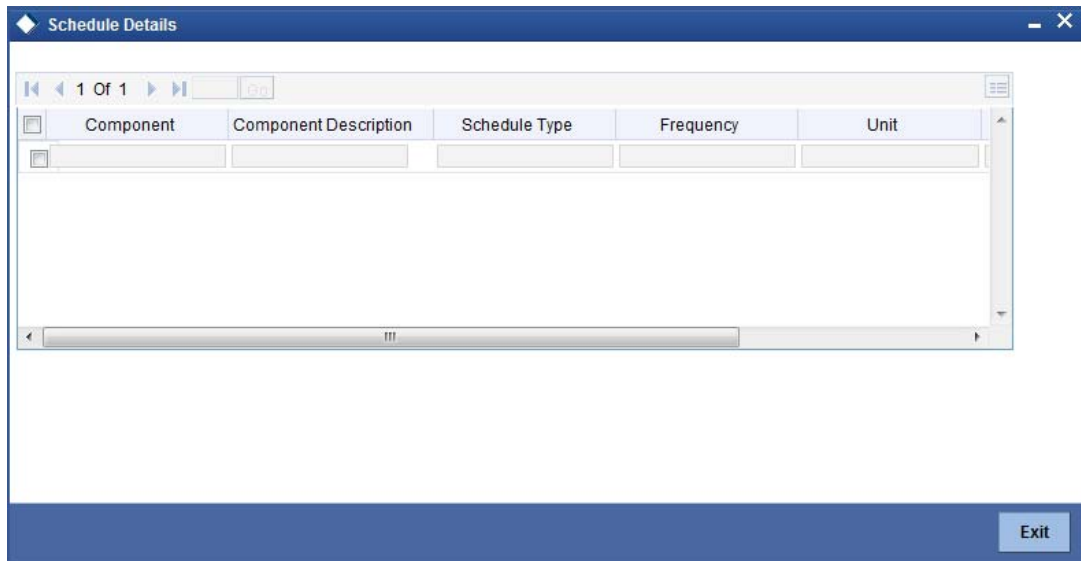 Schedule Details
1 Of 1 Go
Component Component Description Schedule Type Frequency Unit
Exit